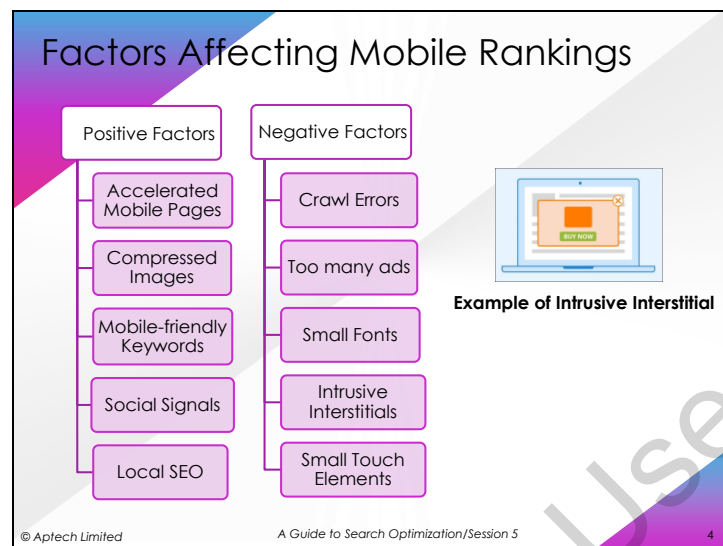 Factors Affecting Mobile Rankings
Positive Factors
Accelerated
Mobile Pages
Compressed
Images
Mobile-friendly
Keywords
Social Signals
Local SEO
Negative Factors
Crawl Errors
Too many ads
Small Fonts
Intrusive
Interstitials
Small Touch
Elements
BUY NOW
Example of Intrusive Interstitial
© Aptech Limited
A Guide to Search Optimization/Session 5
4
Use